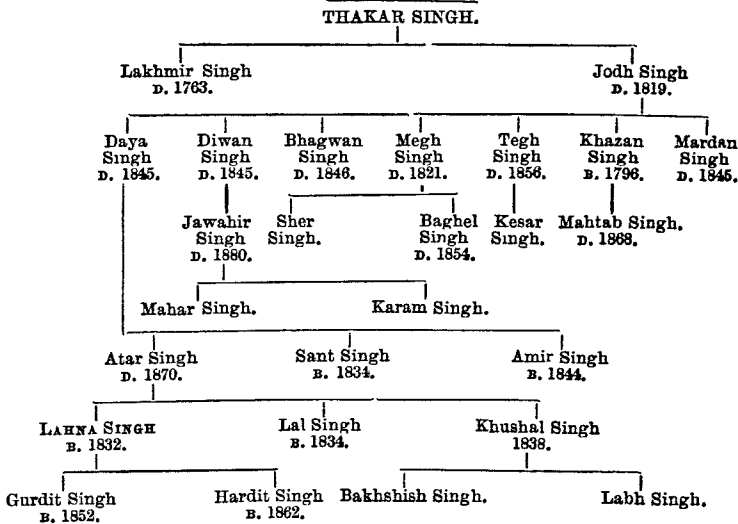 THAKAR SINGH.
Lakhmir Singh
D. 1763.
Jodh Singh
D. 1819.
Daya
Singh
D. 1845.
Diwan
Singh
D. 1845.
Bhagwan
Singh
D. 1846.
Megh
Singh
D. 1821.
Tegh
Singh
D. 1856.
Khazan
Singh
B. 1796.
Mardan
Singh
D. 1845.
Jawahir
Singh
D. 1880.
Sher
Singh.
Baghel
Singh
D. 1854.
Kesar
Singh.
Mahtab Singh.
D. 1868.
Mahar Singh.
Karam Singh.
Atar Singh
D. 1870.
Sant Singh
B. 1834.
Amir Singh
B. 1844.
LAHNA SINGH
B. 1832.
Lal Singh
B. 1834.
Khushal Singh
1838.
Gurdit Singh
B. 1852.
Hardit Singh
B. 1862.
Bakhshish Singh.
Labh Singh.